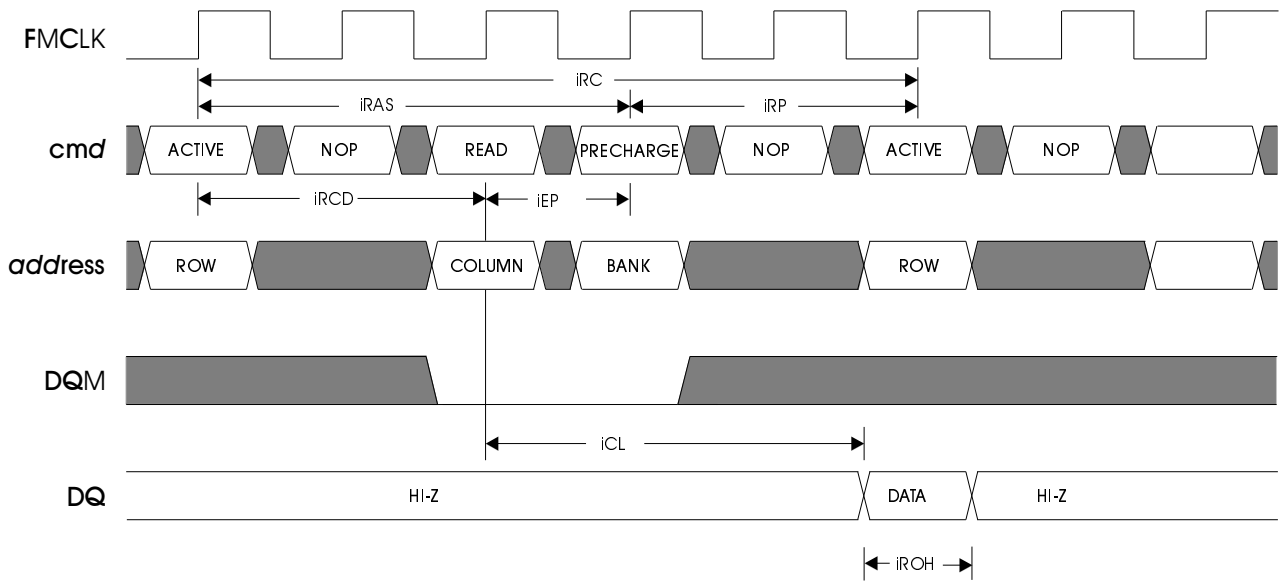 FMCLK
iRC
iRAS iRP
cmd ACTIVE NOP READ PRECHARGE NOP ACTIVE NOP
iRCD iEP
address ROW COLUMN BANK ROW
DQM
iCL
DQ HI-Z DATA HI-Z
iROH